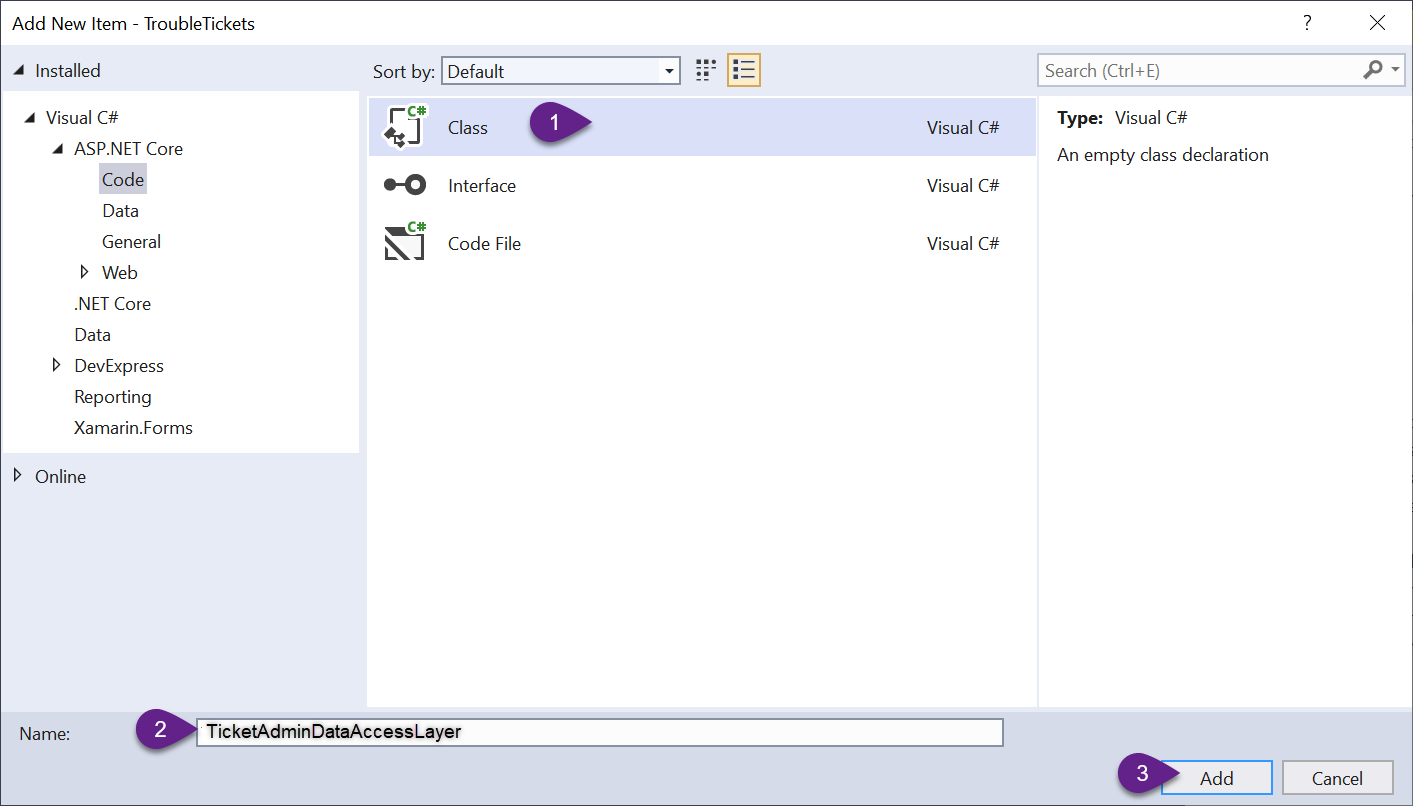 Add New Item - TroubleTickets ?
Installed
Sort by: Default
Search (Ctrl+E)
Visual C#
ASP.NET Core
Code
Data
General
Web
.NET Core
Data
DevExpress
Reporting
Xamarin.Forms
Online
C# Class 1 Visual C#
Interface Visual C#
C# Code File Visual C#
Type: Visual C#
An empty class declaration
Name: 2 TicketAdminDataAccessLayer
3 Add Cancel